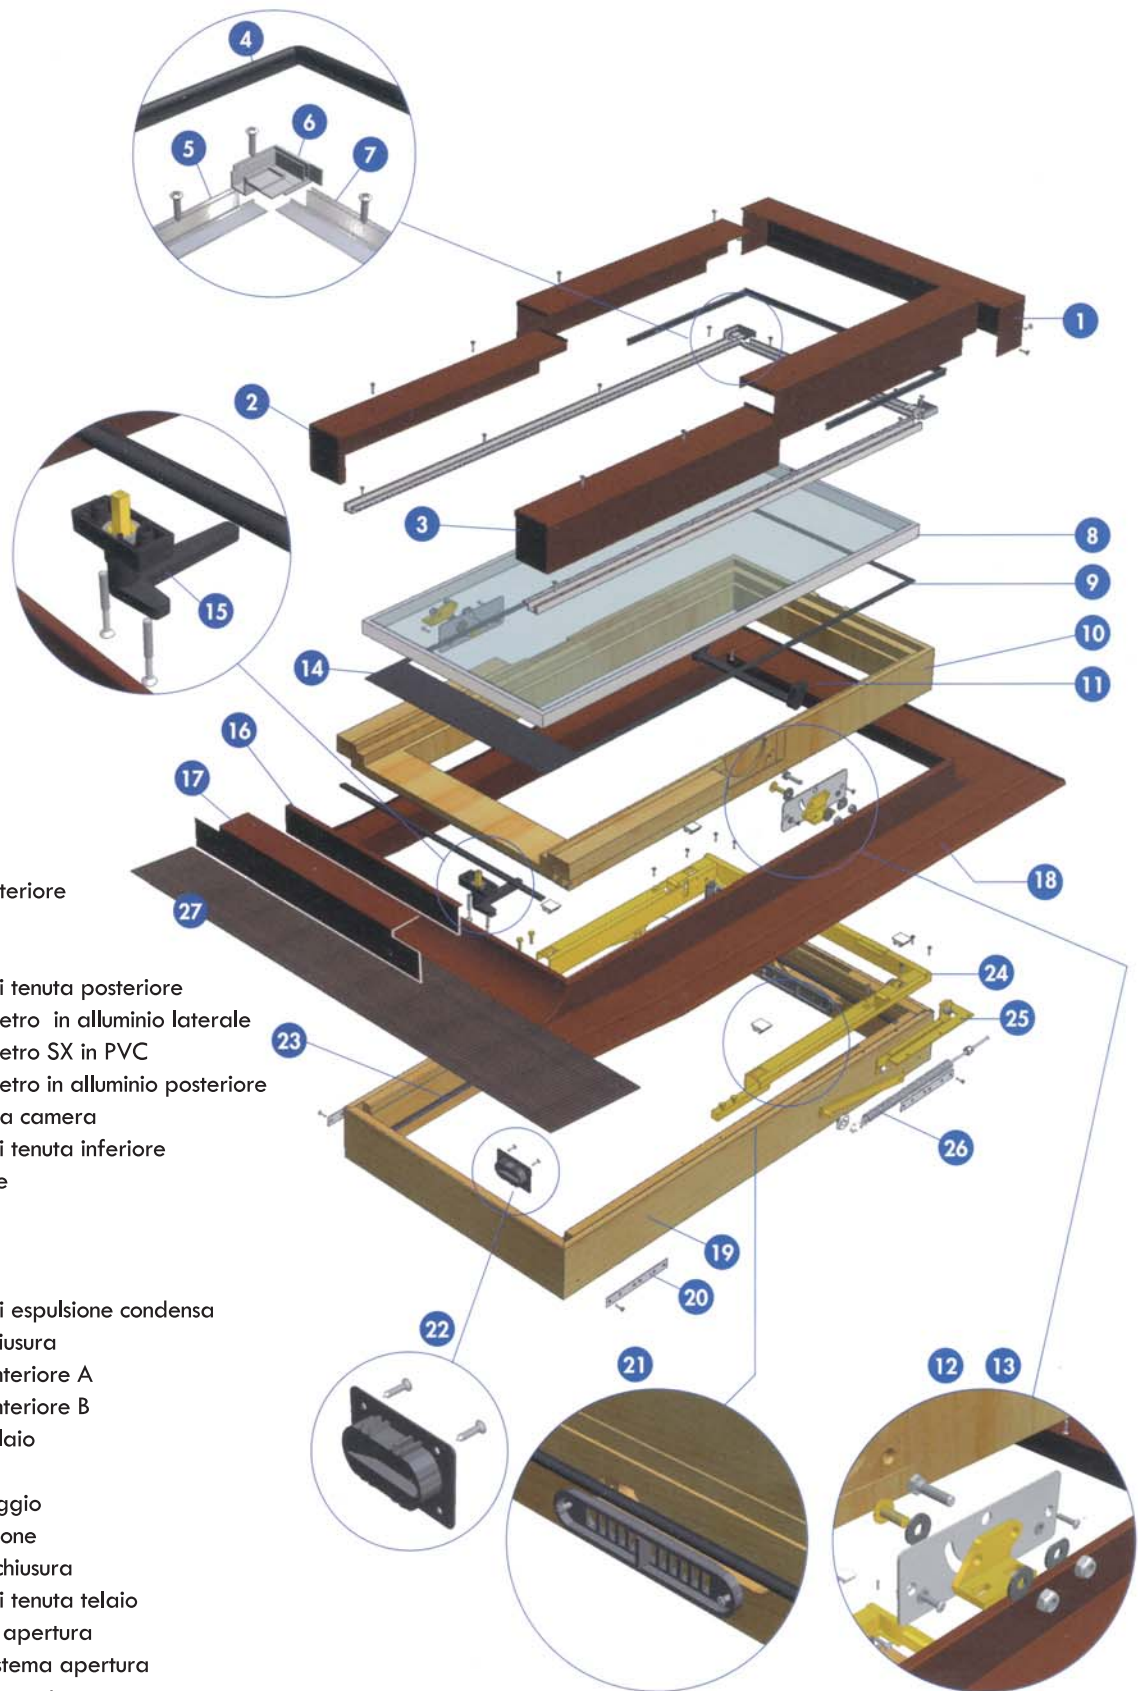 4
6
5
7
1
2
3
8
9
15
10
14
11
16
17
teriore
18
27
24
i tenuta posteriore
25
etro in alluminio laterale
23
etro SX in PVC
etro in alluminio posteriore
a camera
i tenuta inferiore
26
e
19
20
i espulsione condensa
22
iusura
21
12 13
nteriore A
nteriore B
laio
ggio
one
chiusura
i tenuta telaio
apertura
stema apertura